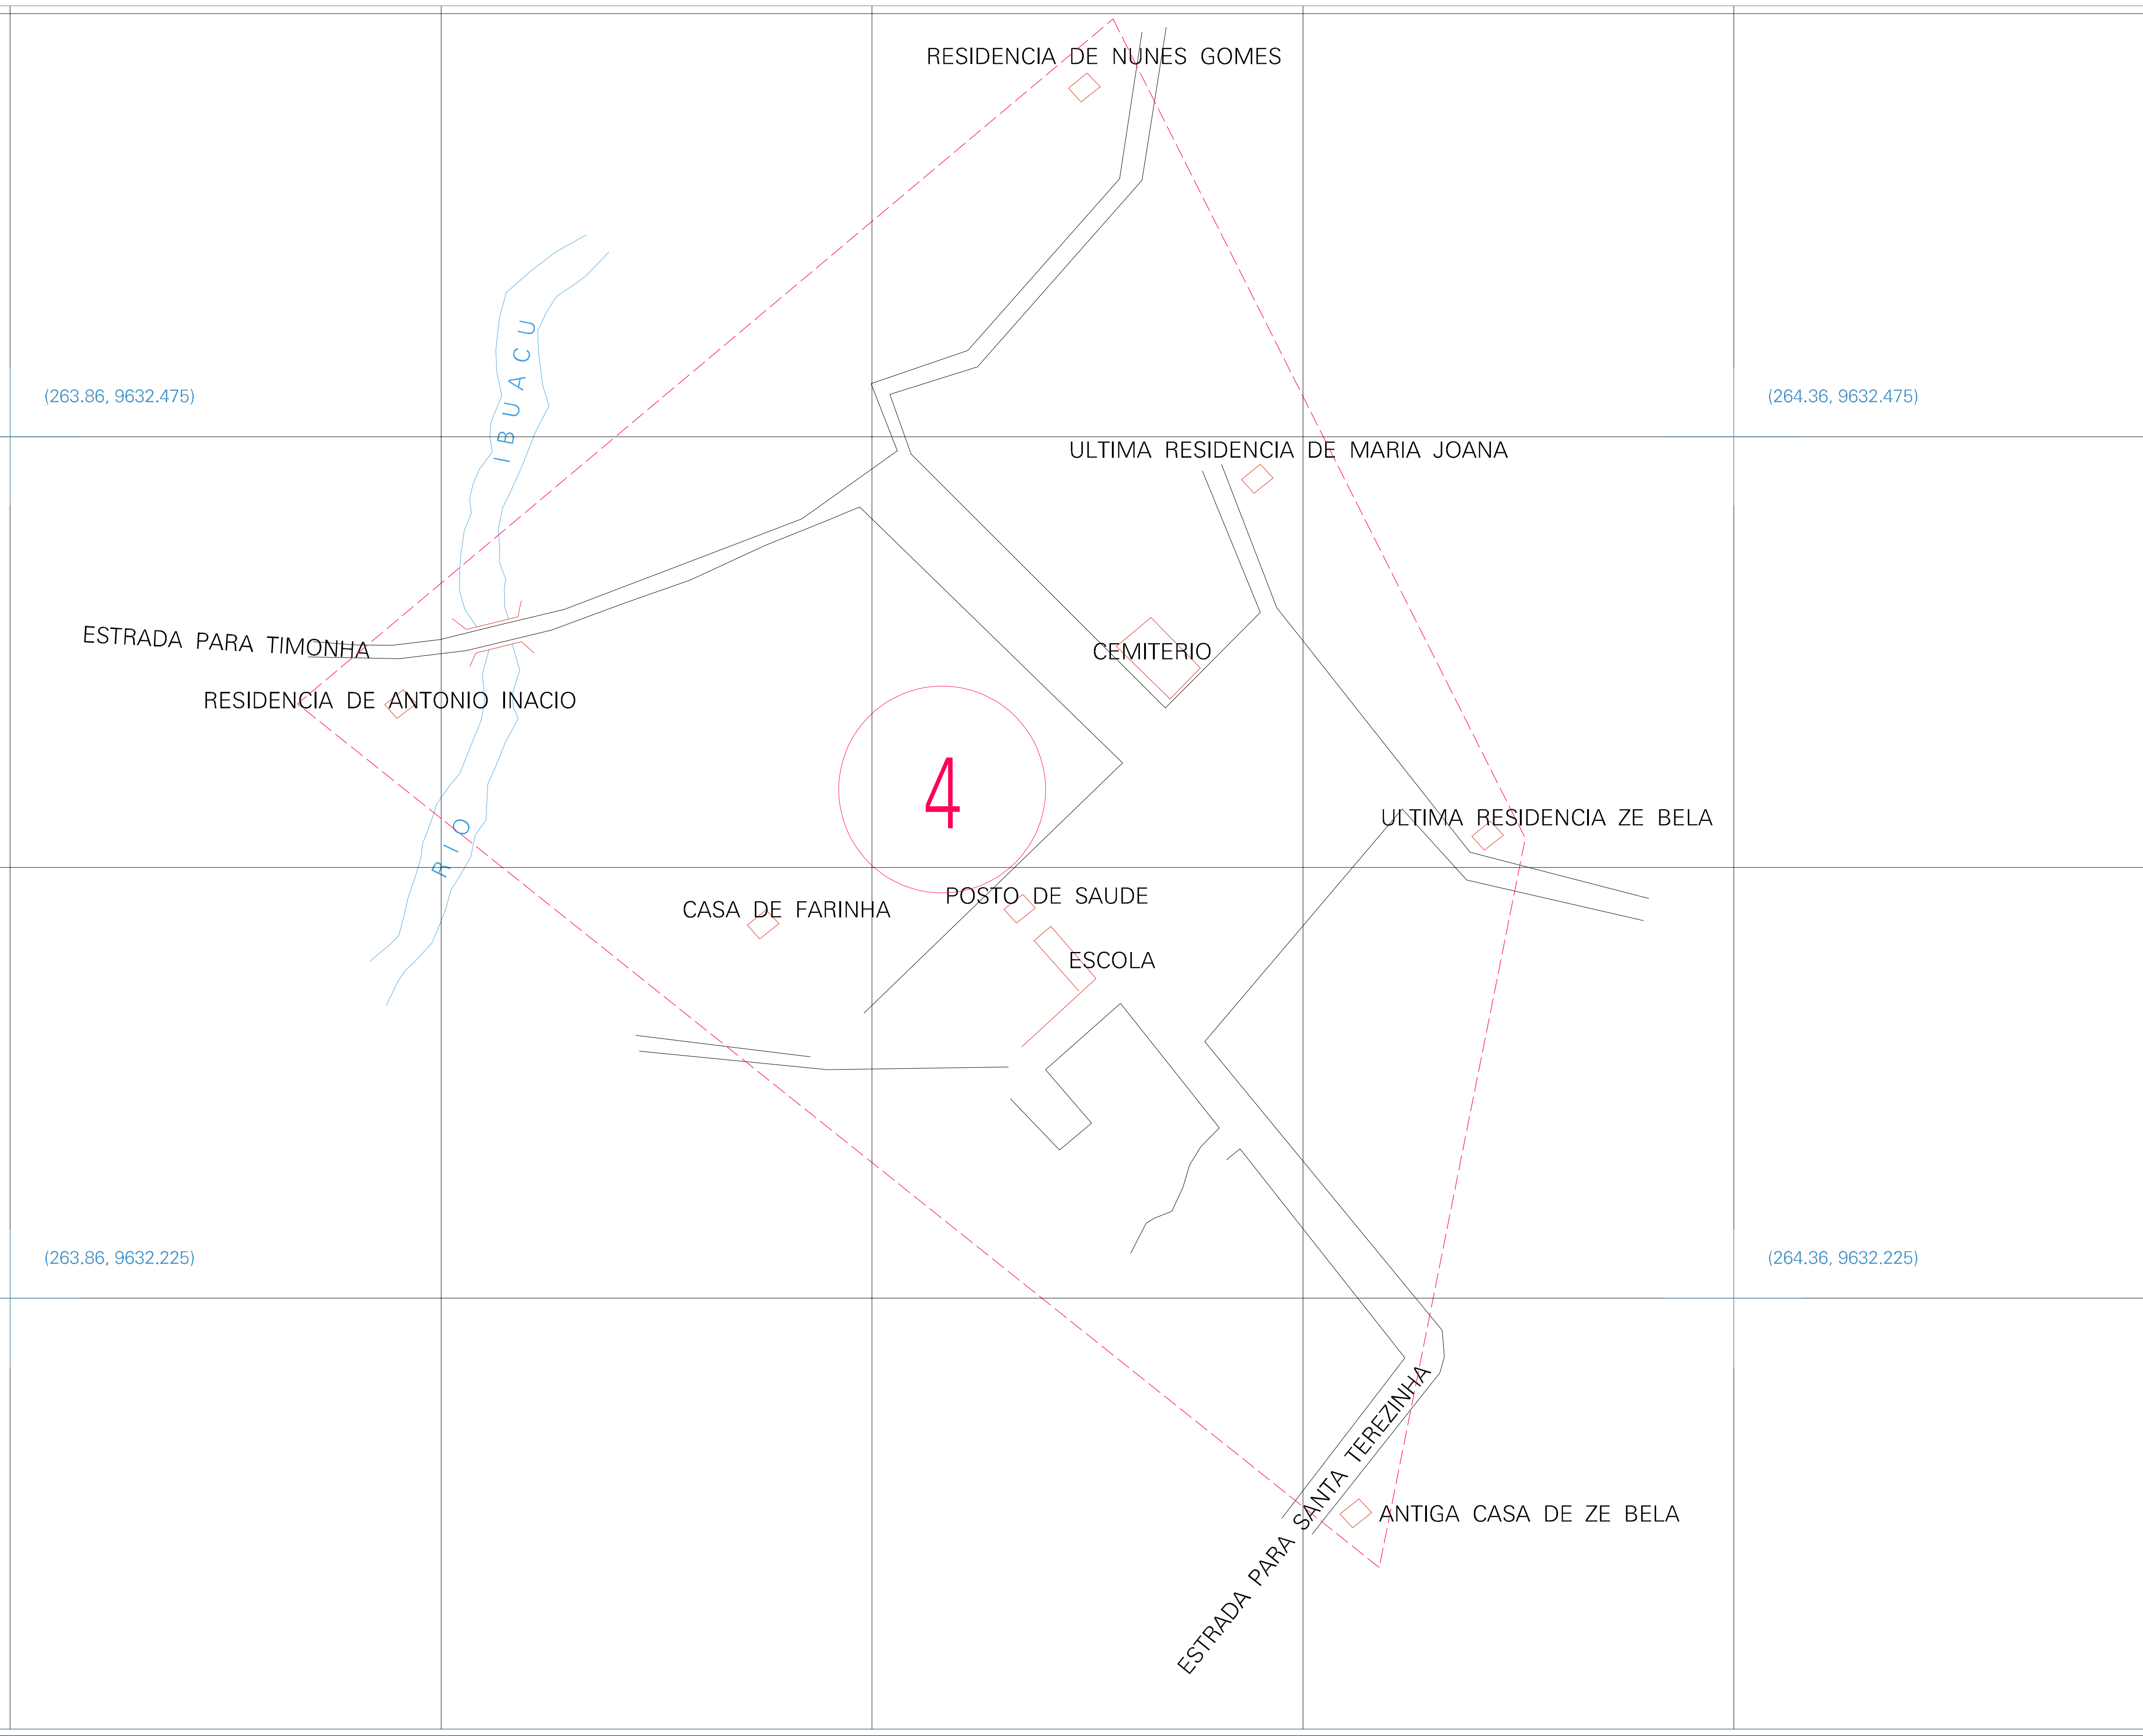 RESIDENCIA DE NUNES GOMES
(263.86, 9632.475)
IBUACU
(264.36, 9632.475)
ULTIMA RESIDENCIA DE MARIA JOANA
ESTRADA PARA TIMONHA
CEMITERIO
RESIDENCIA DE ANTONIO INACIO
4
RIO
ULTIMA RESIDENCIA ZE BELA
CASA DE FARINHA
POSTO DE SAUDE
ESCOLA
(263.86, 9632.225)
(264.36, 9632.225)
ESTRADA PARA SANTA TEREZINHA
ANTIGA CASA DE ZE BELA